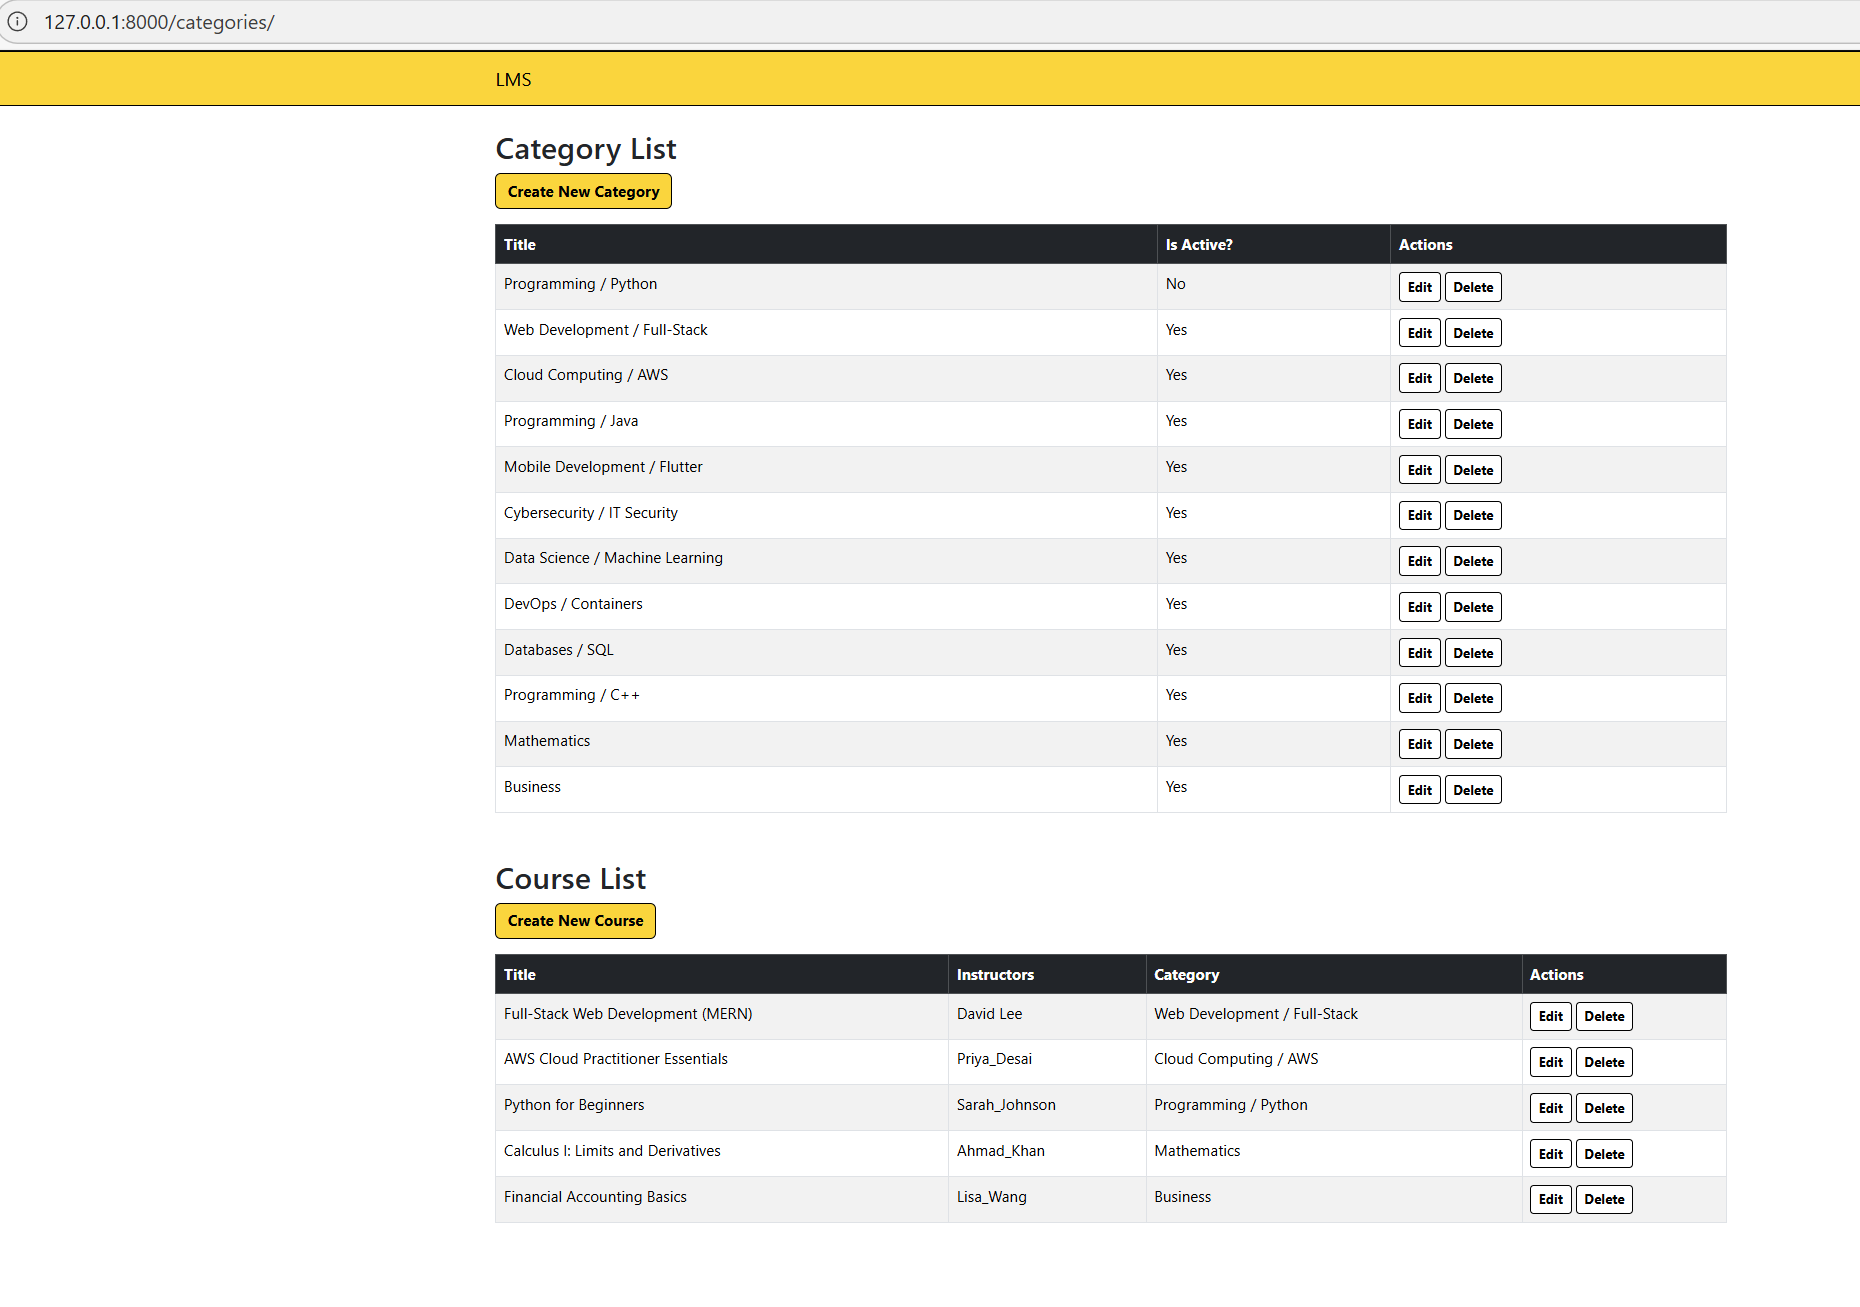 127.0.0.1:8000/categories/
LMS
Category List
Create New Category
Title Is Active? Actions
Programming / Python No Edit Delete
Web Development / Full-Stack Yes Edit Delete
Cloud Computing / AWS Yes Edit Delete
Programming / Java Yes Edit Delete
Mobile Development / Flutter Yes Edit Delete
Cybersecurity / IT Security Yes Edit Delete
Data Science / Machine Learning Yes Edit Delete
DevOps / Containers Yes Edit Delete
Databases / SQL Yes Edit Delete
Programming / C++ Yes Edit Delete
Mathematics Yes Edit Delete
Business Yes Edit Delete
Course List
Create New Course
Title Instructors Category Actions
Full-Stack Web Development (MERN) David Lee Web Development / Full-Stack Edit Delete
AWS Cloud Practitioner Essentials Priya_Desai Cloud Computing / AWS Edit Delete
Python for Beginners Sarah_Johnson Programming / Python Edit Delete
Calculus I: Limits and Derivatives Ahmad_Khan Mathematics Edit Delete
Financial Accounting Basics Lisa_Wang Business Edit Delete